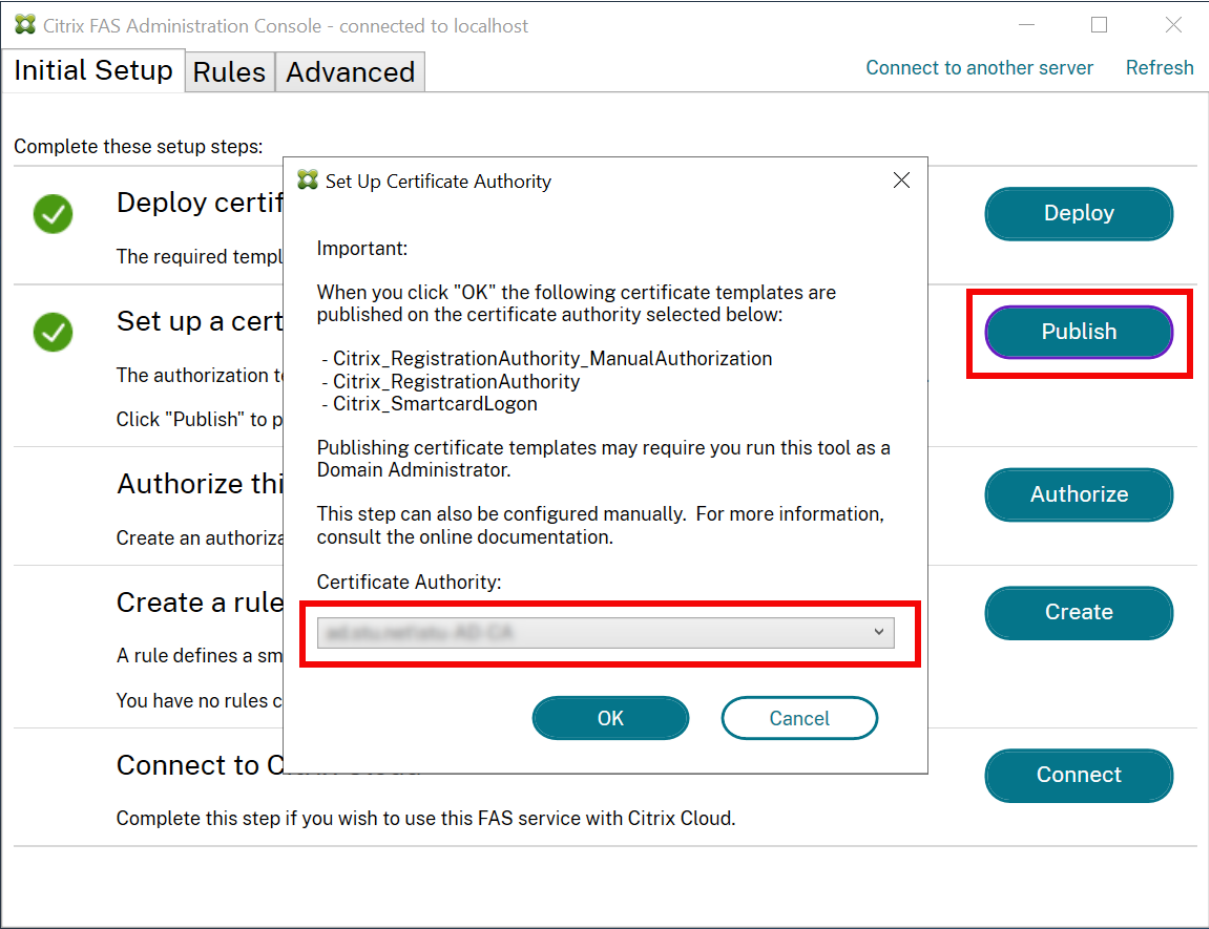 Citrix FAS Administration Console - connected to localhost
Initial Setup Rules Advanced Connect to another server Refresh
Complete these setup steps:
Deploy certif
The required templ
Deploy
Set up a cert
The authorization t
Click "Publish" to p
Publish
Authorize thi
Create an authoriz
Authorize
Create a rule
A rule defines a sm
You have no rules c
Create
Connect to C
Complete this step if you wish to use this FAS service with Citrix Cloud.
Connect
Set Up Certificate Authority
Important:
When you click "OK" the following certificate templates are
published on the certificate authority selected below:
- Citrix_RegistrationAuthority_ManualAuthorization
- Citrix_RegistrationAuthority
- Citrix_SmartcardLogon
Publishing certificate templates may require you run this tool as a
Domain Administrator.
This step can also be configured manually. For more information,
consult the online documentation.
Certificate Authority:
OK Cancel